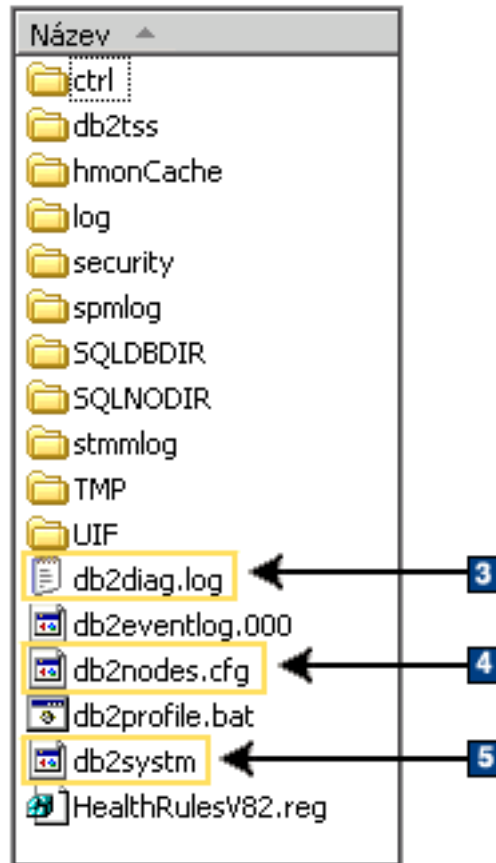 Název
ctrl
db2tss
hmonCache
log
security
spmlog
SQLDBDIR
SQLNODIR
stmmlog
TMP
UIF
db2diag.log 3
db2eventlog.000
db2nodes.cfg 4
db2profile.bat
db2systm 5
HealthRulesV82.reg